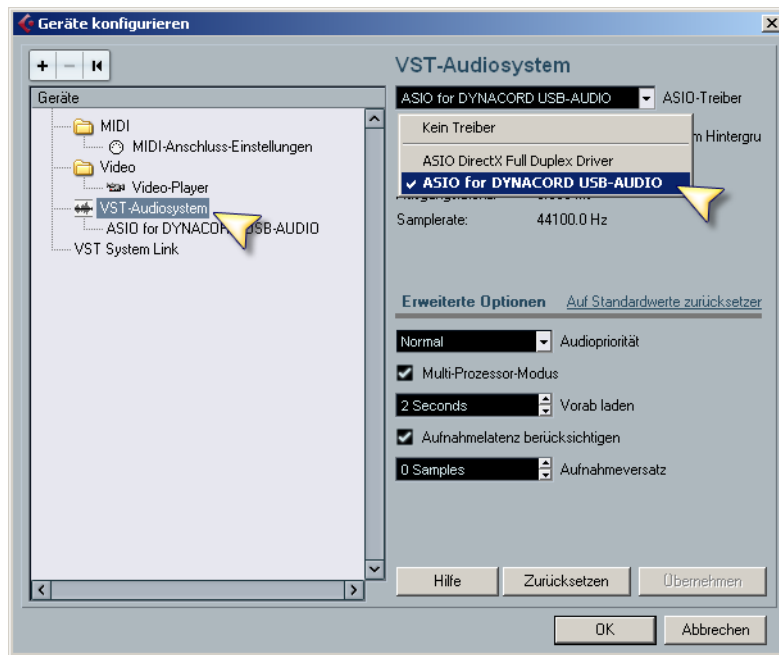 Geräte konfigurieren
Geräte
MIDI
MIDI-Anschluss-Einstellungen
Video
Video-Player
VST-Audiosystem
ASIO for DYNACORD USB-AUDIO
VST System Link
VST-Audiosystem
ASIO for DYNACORD USB-AUDIO ASIO-Treiber
Kein Treiber
Hintergru
ASIO DirectX Full Duplex Driver
ASIO for DYNACORD USB-AUDIO
Samplerate: 44100.0 Hz
Erweiterte Optionen Auf Standardwerte zurücksetzer
Normal Audiopriorität
Multi-Prozessor-Modus
2 Seconds Vorab laden
Aufnahmelatenz berücksichtigen
0 Samples Aufnahmeversatz
Hilfe Zurücksetzen Übernehmen
OK Abbrechen